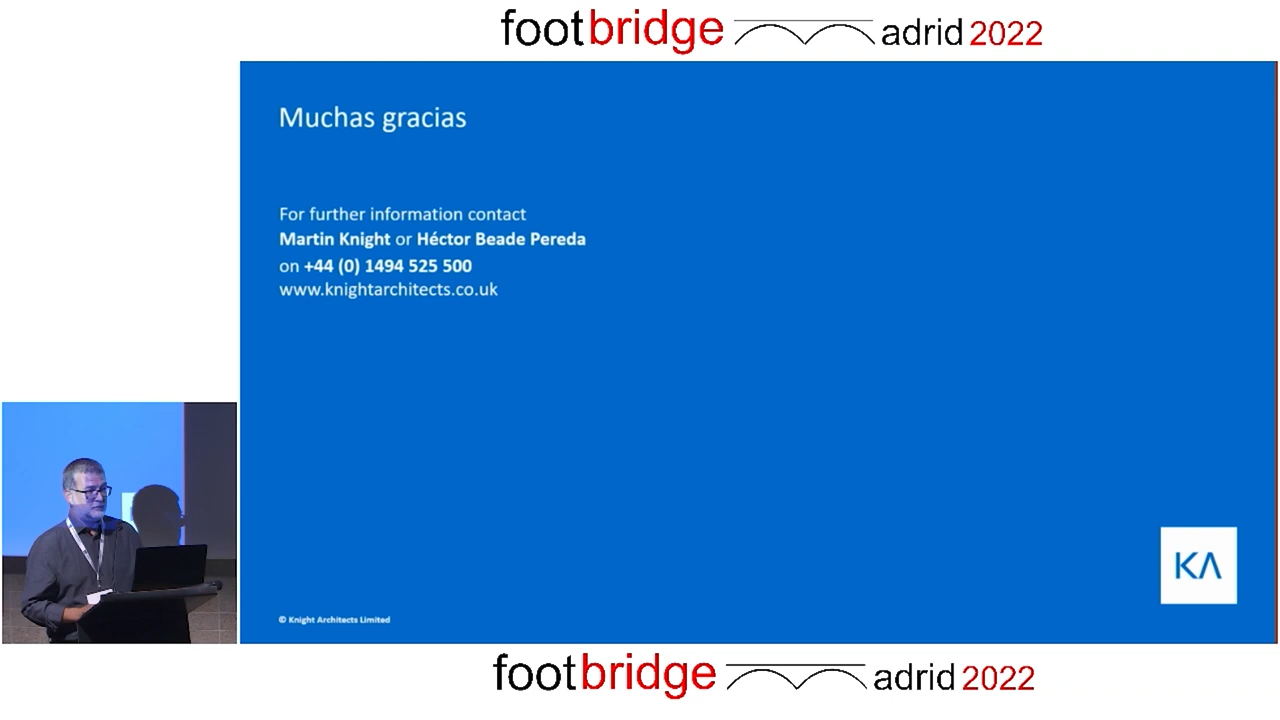 footbridge adrid 2022
Muchas gracias
For further information contact
Martin Knight or Héctor Beade Pereda
on +44 (0) 1494 525 500
www.knightarchitects.co.uk
KΛ
© Knight Architects Limited
footbridge adrid 2022